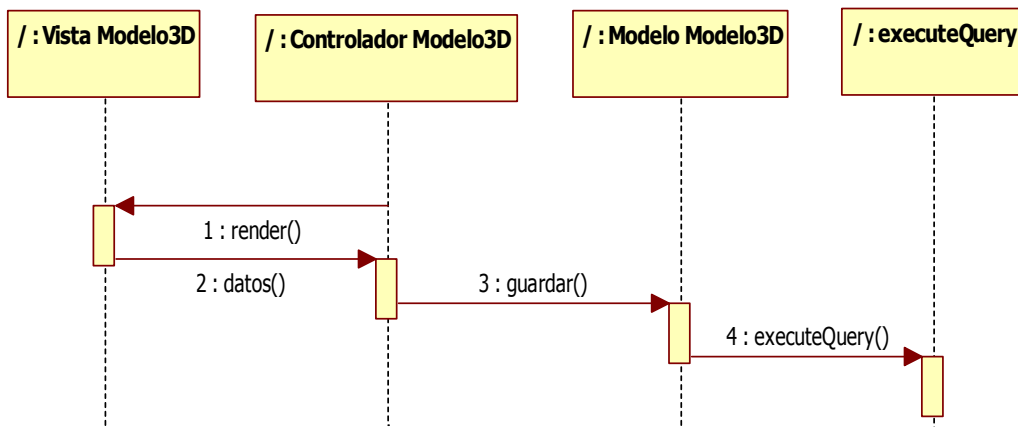 / : Vista Modelo3D
/ : Controlador Modelo3D
/ : Modelo Modelo3D
/ : executeQuery
1 : render()
2 : datos()
3 : guardar()
4 : executeQuery()